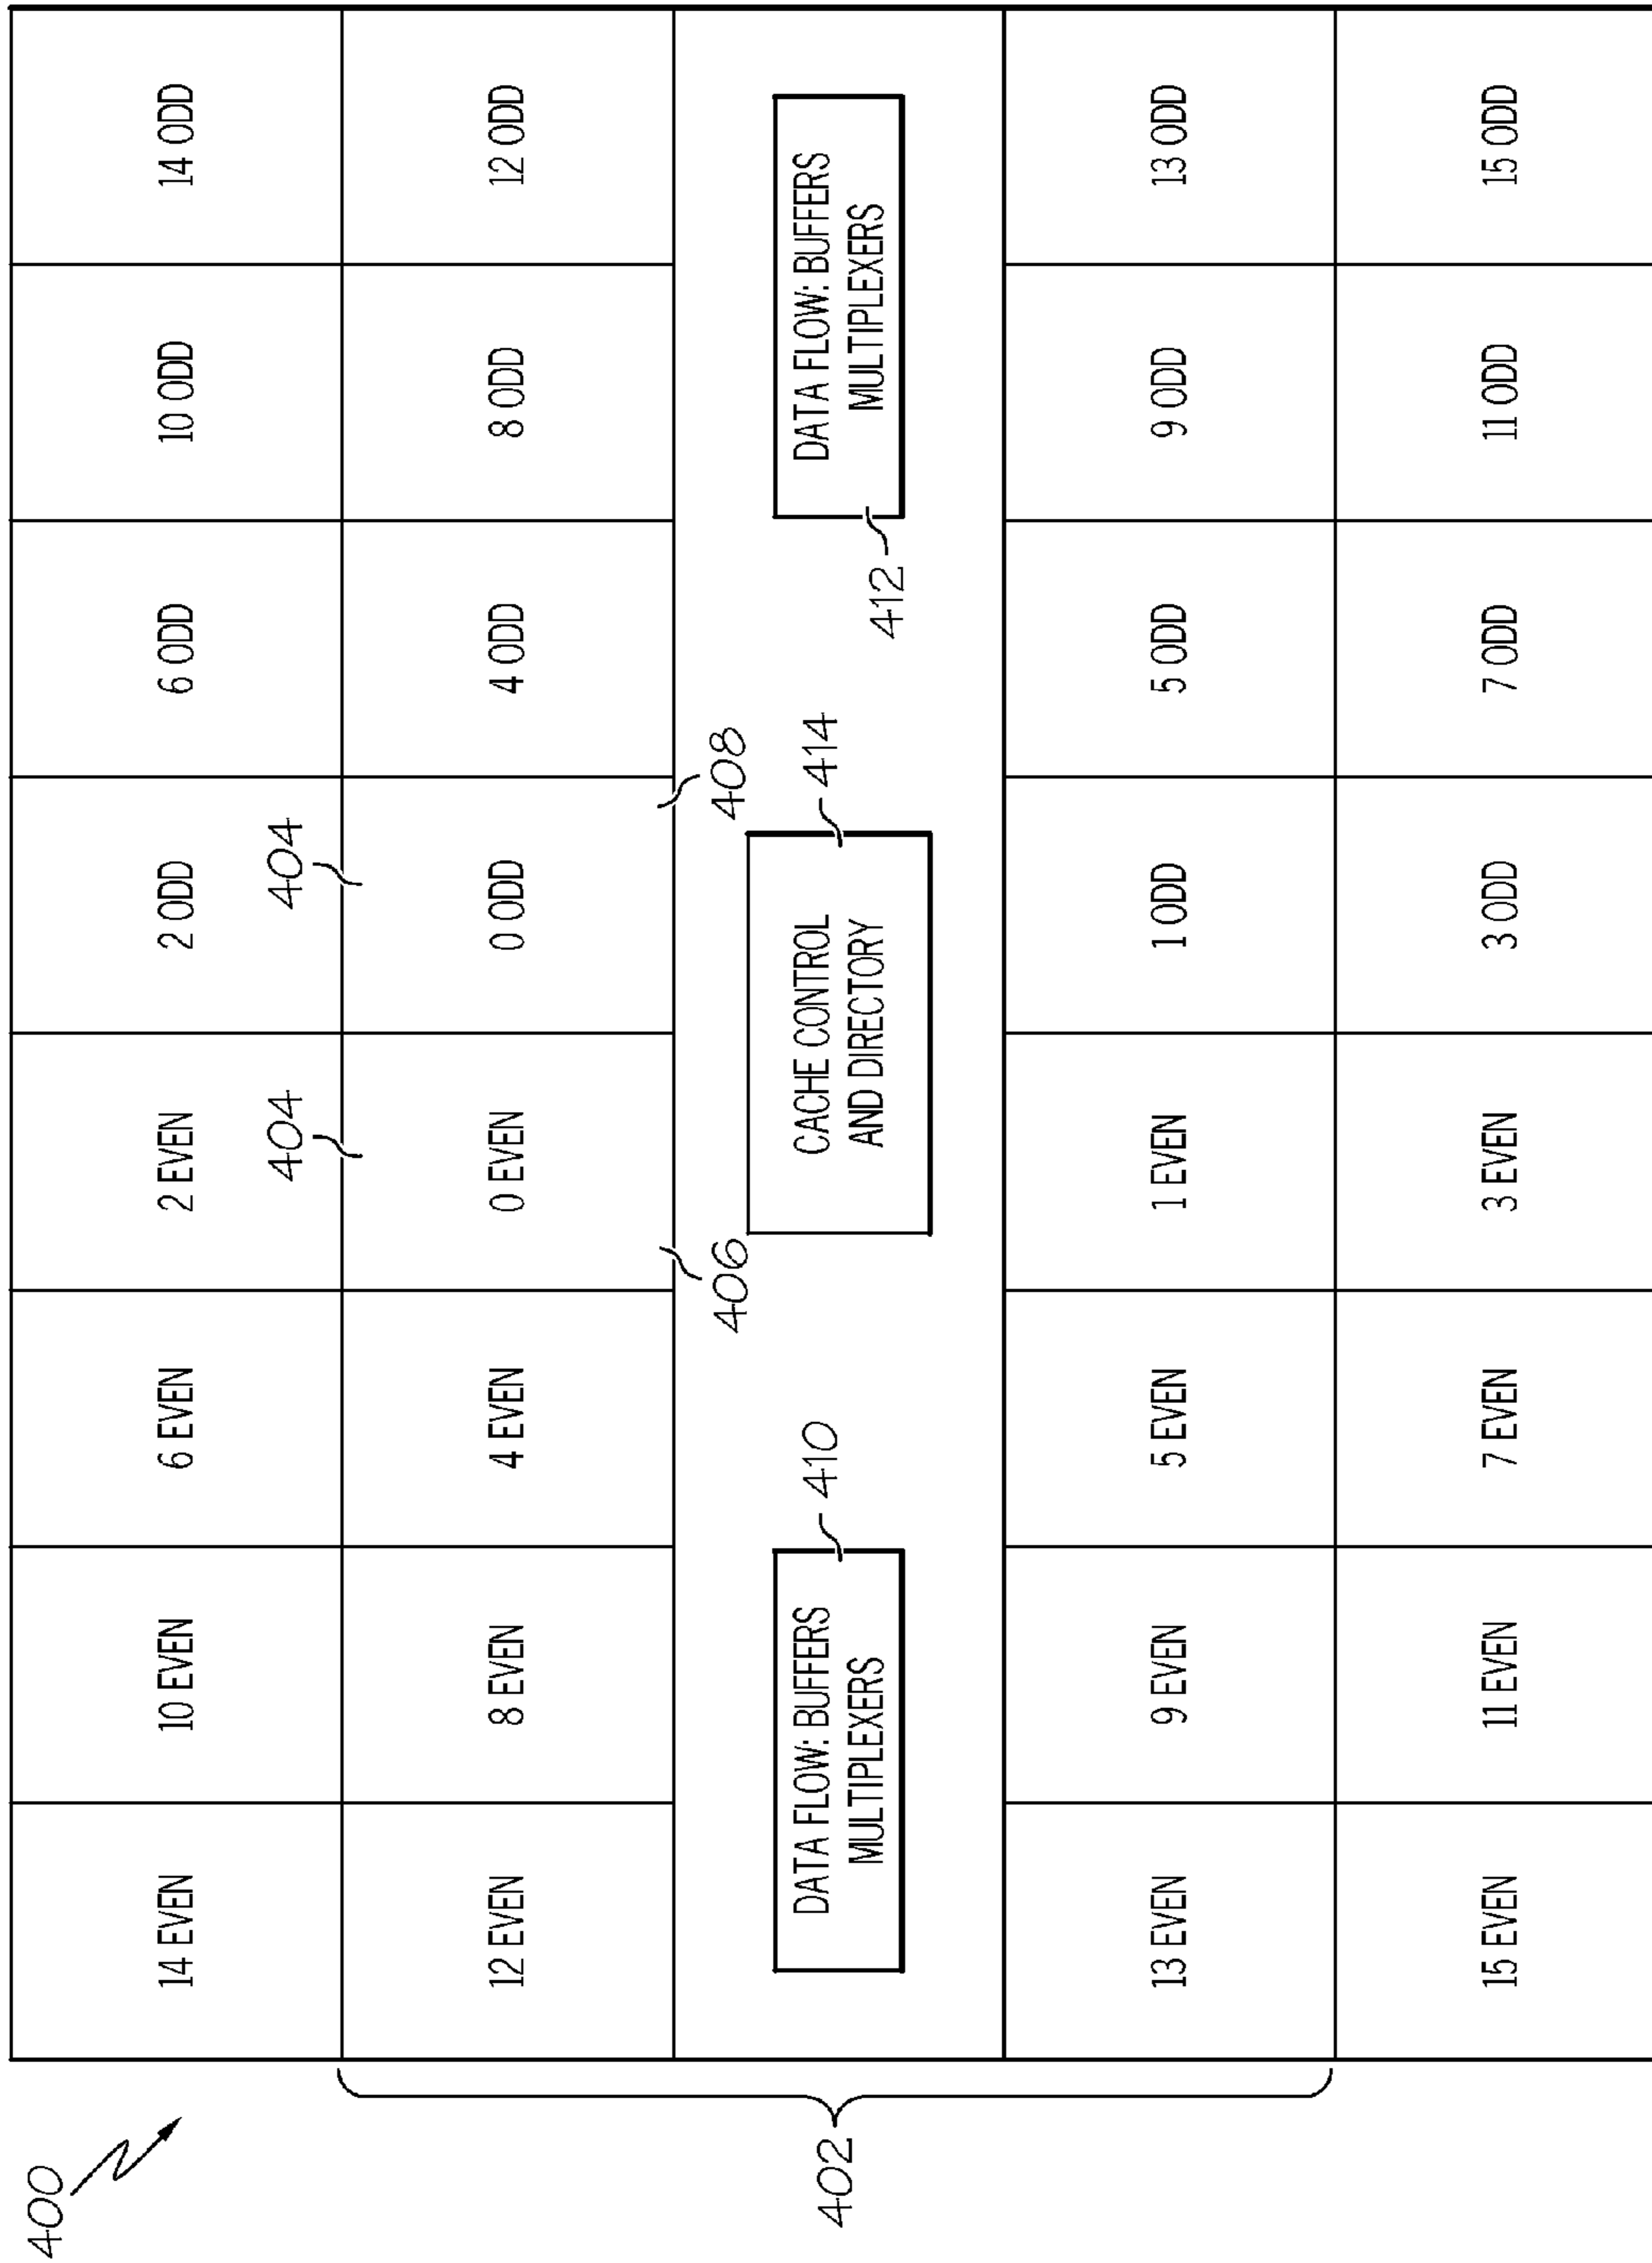 400
14 EVEN
10 EVEN
6 EVEN
2 EVEN
2 ODD
6 ODD
10 ODD
14 ODD
404
404
12 EVEN
8 EVEN
4 EVEN
0 EVEN
0 ODD
4 ODD
8 ODD
12 ODD
406
408
402
DATA FLOW: BUFFERS
MULTIPLEXERS
410
CACHE CONTROL
AND DIRECTORY
414
412
DATA FLOW: BUFFERS
MULTIPLEXERS
13 EVEN
9 EVEN
5 EVEN
1 EVEN
1 ODD
5 ODD
9 ODD
13 ODD
15 EVEN
11 EVEN
7 EVEN
3 EVEN
3 ODD
7 ODD
11 ODD
15 ODD